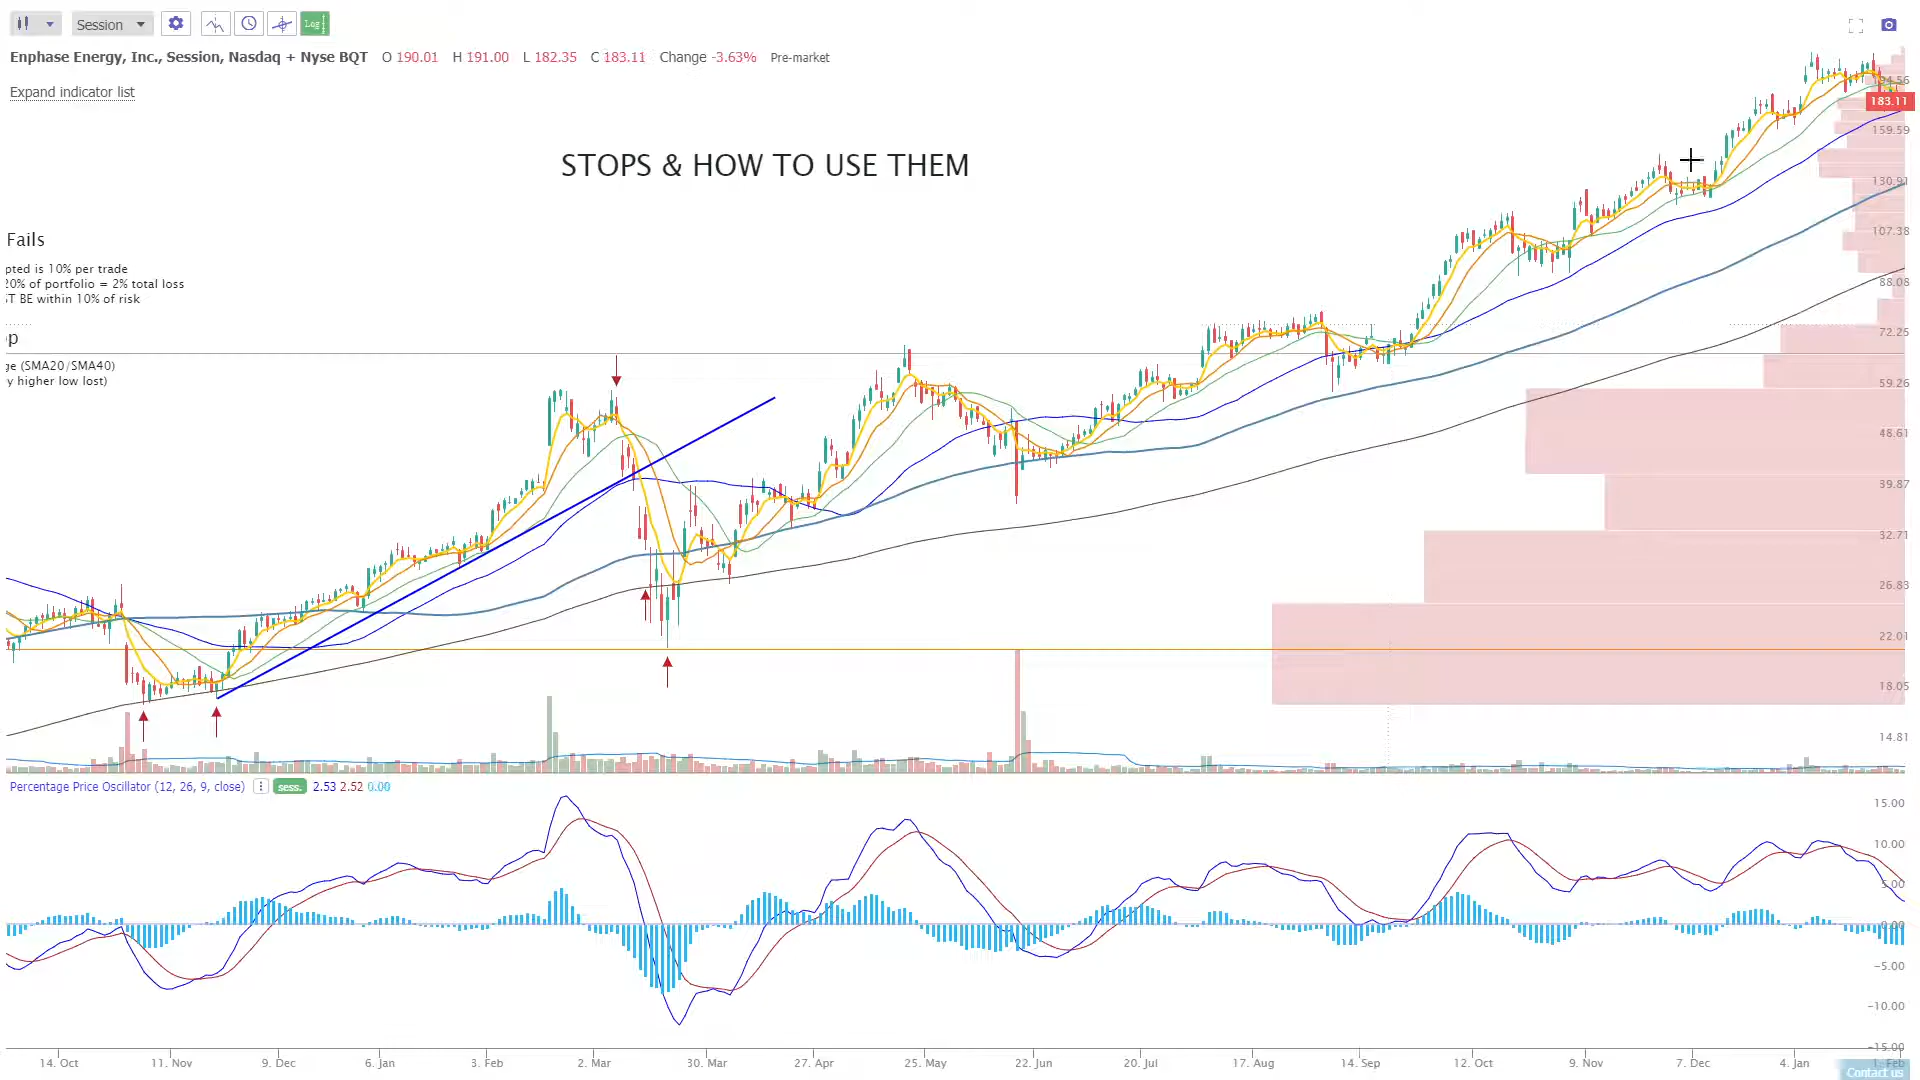 Session
Log
Enphase Energy, Inc., Session, Nasdaq + Nyse BQT O 190.01 H 191.00 L 182.35 C 183.11 Change -3.63% Pre-market
Expand indicator list
STOPS & HOW TO USE THEM
Fails
pted is 10% per trade
20% of portfolio = 2% total loss
ST BE within 10% of risk
op
ge (SMA20/SMA40)
y higher low lost)
194.56
183.11
159.59
130.91
107.38
88.08
72.25
59.26
48.61
39.87
32.71
26.83
22.01
18.05
14.81
Percentage Price Oscillator (12, 26, 9, close) sess. 2.53 2.52 0.00
15.00
10.00
5.00
0.00
-5.00
-10.00
-15.00
14. Oct 11. Nov 9. Dec 6. Jan 3. Feb 2. Mar 30. Mar 27. Apr 25. May 22. Jun 20. Jul 17. Aug 14. Sep 12. Oct 9. Nov 7. Dec 4. Jan 1. Feb
Contact us